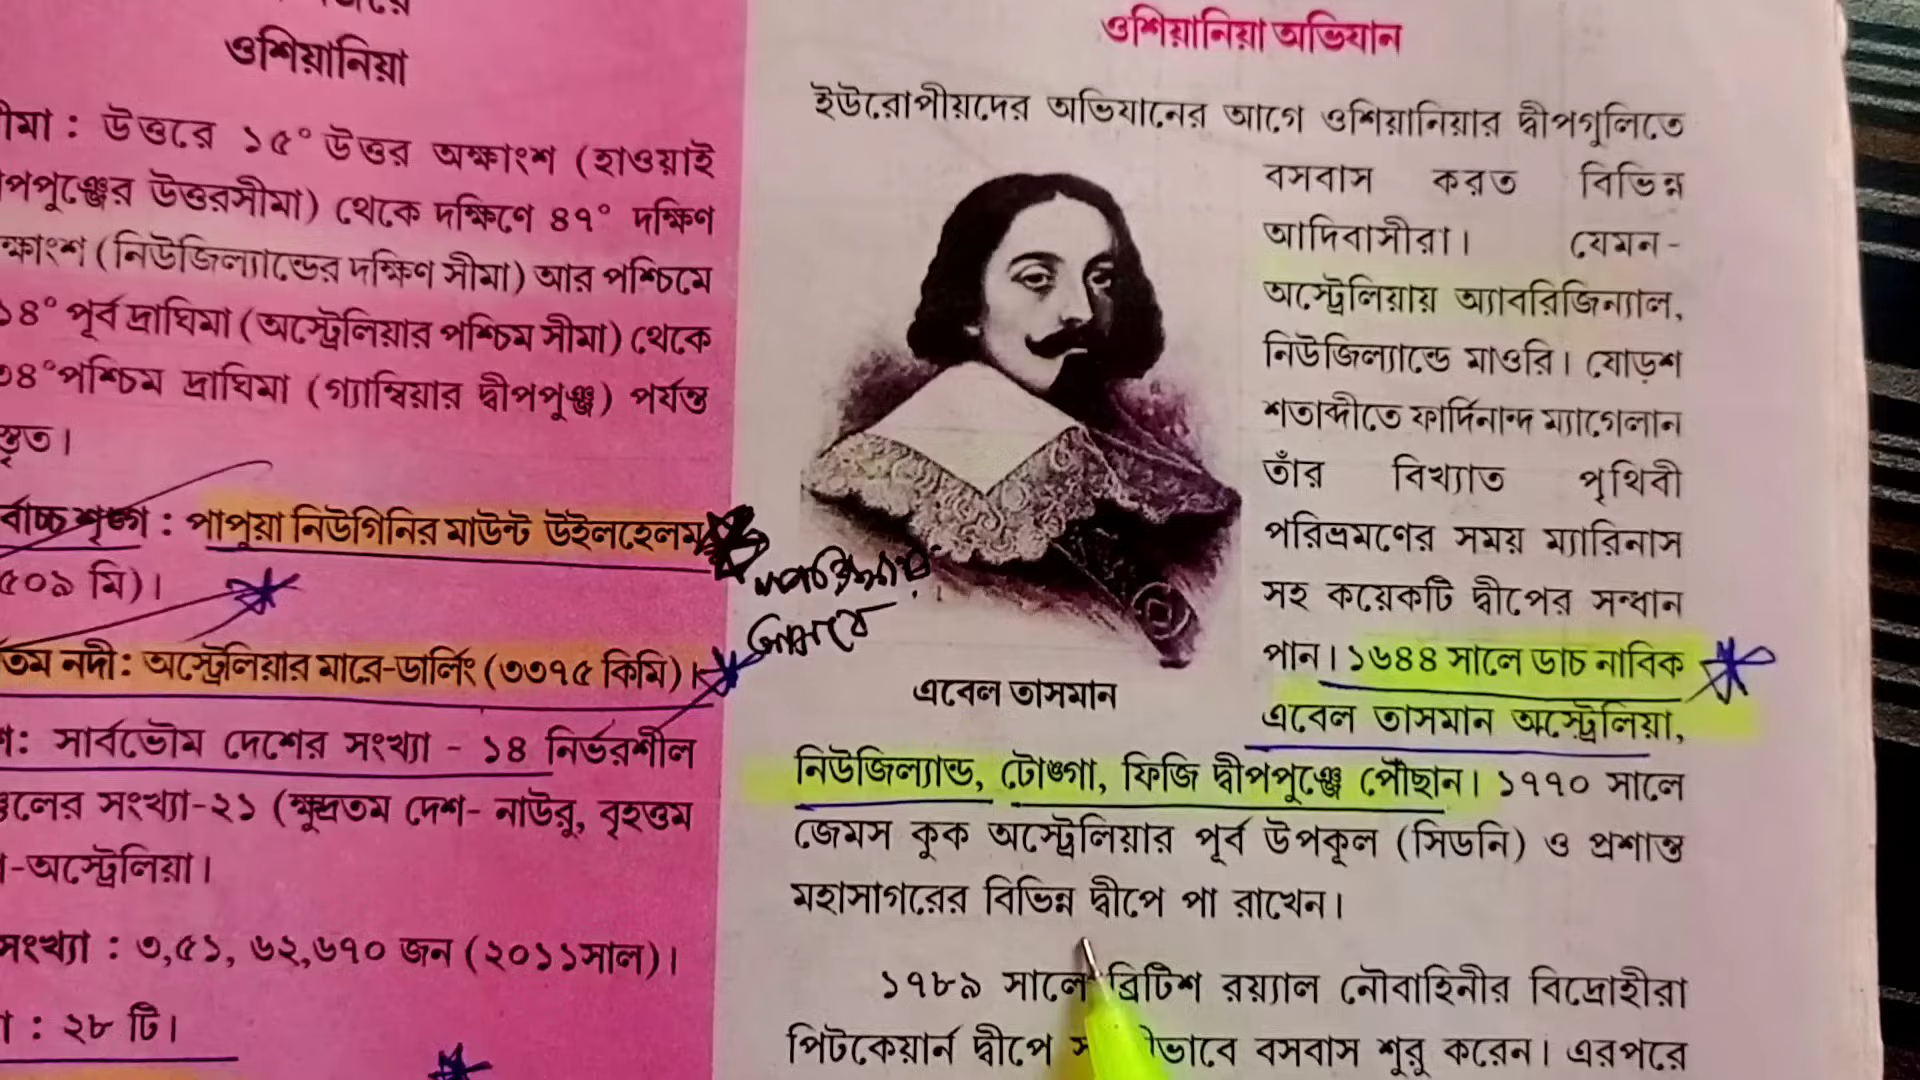 ওশিয়ানিয়া
সীমা : উত্তরে ১৫° উত্তর অক্ষাংশ (হাওয়াই
পপুঞ্জের উত্তরসীমা) থেকে দক্ষিণে ৪৭° দক্ষিণ
ক্ষাংশ (নিউজিল্যান্ডের দক্ষিণ সীমা) আর পশ্চিমে
১৪° পূর্ব দ্রাঘিমা (অস্ট্রেলিয়ার পশ্চিম সীমা) থেকে
৩৪° পশ্চিম দ্রাঘিমা (গ্যাম্বিয়ার দ্বীপপুঞ্জ) পর্যন্ত
স্তৃত।
র্বোচ্চ শৃঙ্গ : পাপুয়া নিউগিনির মাউন্ট উইলহেলম
৫০৯ মি)।
তম নদী: অস্ট্রেলিয়ার মারে-ডার্লিং (৩৩৭৫ কিমি)।
শ: সার্বভৌম দেশের সংখ্যা - ১৪ নির্ভরশীল
লের সংখ্যা-২১ (ক্ষুদ্রতম দেশ- নাউরু, বৃহত্তম
-অস্ট্রেলিয়া।
সংখ্যা : ৩,৫১, ৬২,৬৭০ জন (২০১১সাল)।
: ২৮ টি।
ওশিয়ানিয়া অভিযান
ইউরোপীয়দের অভিযানের আগে ওশিয়ানিয়ার দ্বীপগুলিতে
বসবাস করত বিভিন্ন
আদিবাসীরা। যেমন-
অস্ট্রেলিয়ায় অ্যাবরিজিন্যাল,
নিউজিল্যান্ডে মাওরি। ষোড়শ
শতাব্দীতে ফার্দিনান্দ ম্যাগেলান
তাঁর বিখ্যাত পৃথিবী
পরিভ্রমণের সময় ম্যারিনাস
সহ কয়েকটি দ্বীপের সন্ধান
পান। ১৬৪৪ সালে ডাচ নাবিক
এবেল তাসমান
এবেল তাসমান অস্ট্রেলিয়া,
নিউজিল্যান্ড, টোঙ্গা, ফিজি দ্বীপপুঞ্জে পৌঁছান। ১৭৭০ সালে
জেমস কুক অস্ট্রেলিয়ার পূর্ব উপকূল (সিডনি) ও প্রশান্ত
মহাসাগরের বিভিন্ন দ্বীপে পা রাখেন।
১৭৮৯ সালে ব্রিটিশ রয়্যাল নৌবাহিনীর বিদ্রোহীরা
পিটকেয়ার্ন দ্বীপে বসবাস শুরু করেন। এরপরে